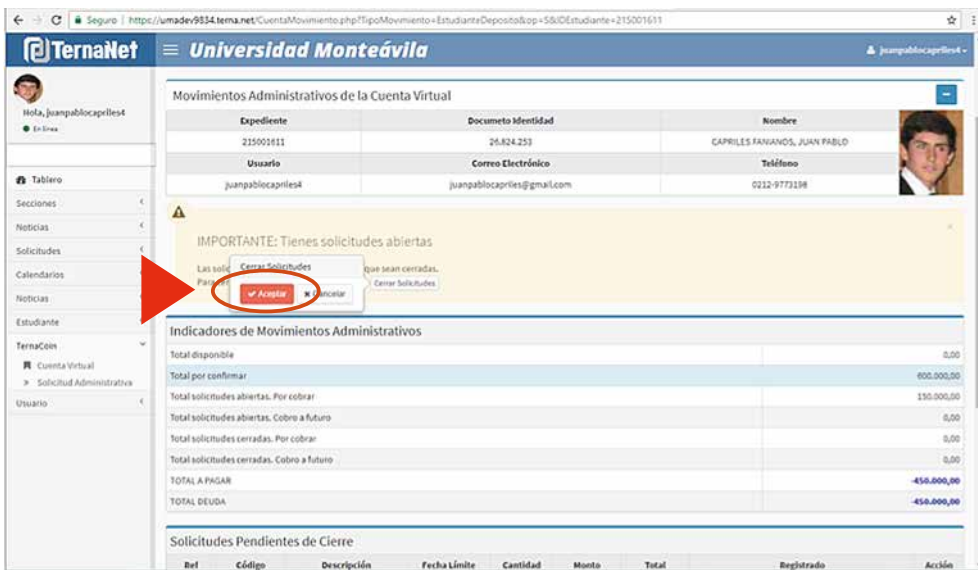 Seguro | https://umadev9834.terna.net/CuentaMovimiento.php?TipoMovimiento=EstudianteDeposito&op=5&IDEstudiante=215001611
TernaNet
Universidad Monteávila
juanpablocapriles4
Hola, juanpablocapriles4
En línea
Tablero
Secciones
Noticias
Solicitudes
Calendarios
Noticias
Estudiante
TernaCoin
Cuenta Virtual
Solicitud Administrativa
Usuario
Movimientos Administrativos de la Cuenta Virtual
Expediente Documeto Identidad Nombre
215001611 26.824.253 CAPRILES FANIANOS, JUAN PABLO
Usuario Correo Electrónico Teléfono
juanpablocapriles4 juanpablocapriles@gmail.com 0212-9773198
IMPORTANTE: Tienes solicitudes abiertas
Las que sean cerradas.
Cerrar Solicitudes
Cerrar Solicitudes
Aceptar Cancelar
Indicadores de Movimientos Administrativos
Total disponible 0,00
Total por confirmar 600.000,00
Total solicitudes abiertas. Por cobrar 150.000,00
Total solicitudes abiertas. Cobro a futuro 0,00
Total solicitudes cerradas. Por cobrar 0,00
Total solicitudes cerradas. Cobro a futuro 0,00
TOTAL A PAGAR -450.000,00
TOTAL DEUDA -450.000,00
Solicitudes Pendientes de Cierre
Ref Código Descripción Fecha Límite Cantidad Monto Total Registrado Acción